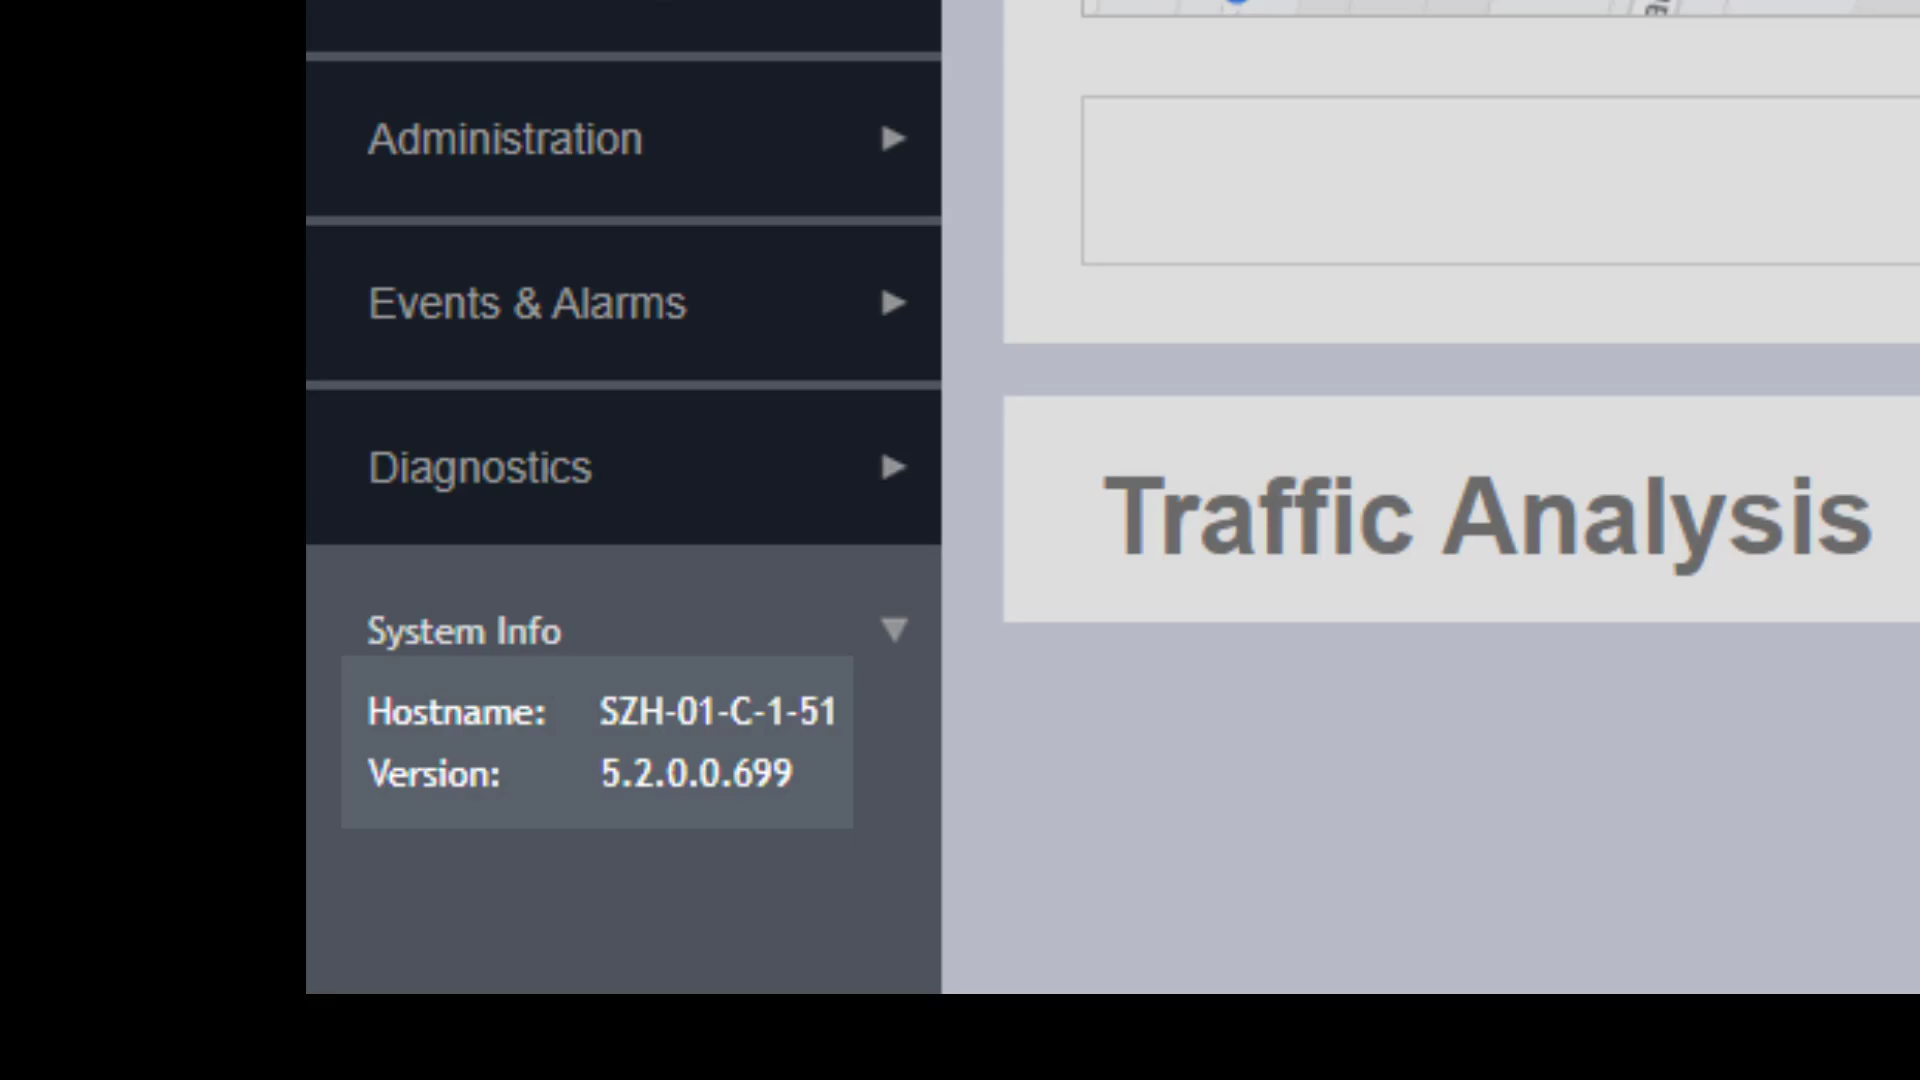 Administration
Events & Alarms
Diagnostics
System Info
Hostname: SZH-01-C-1-51
Version: 5.2.0.0.699
Traffic Analysis